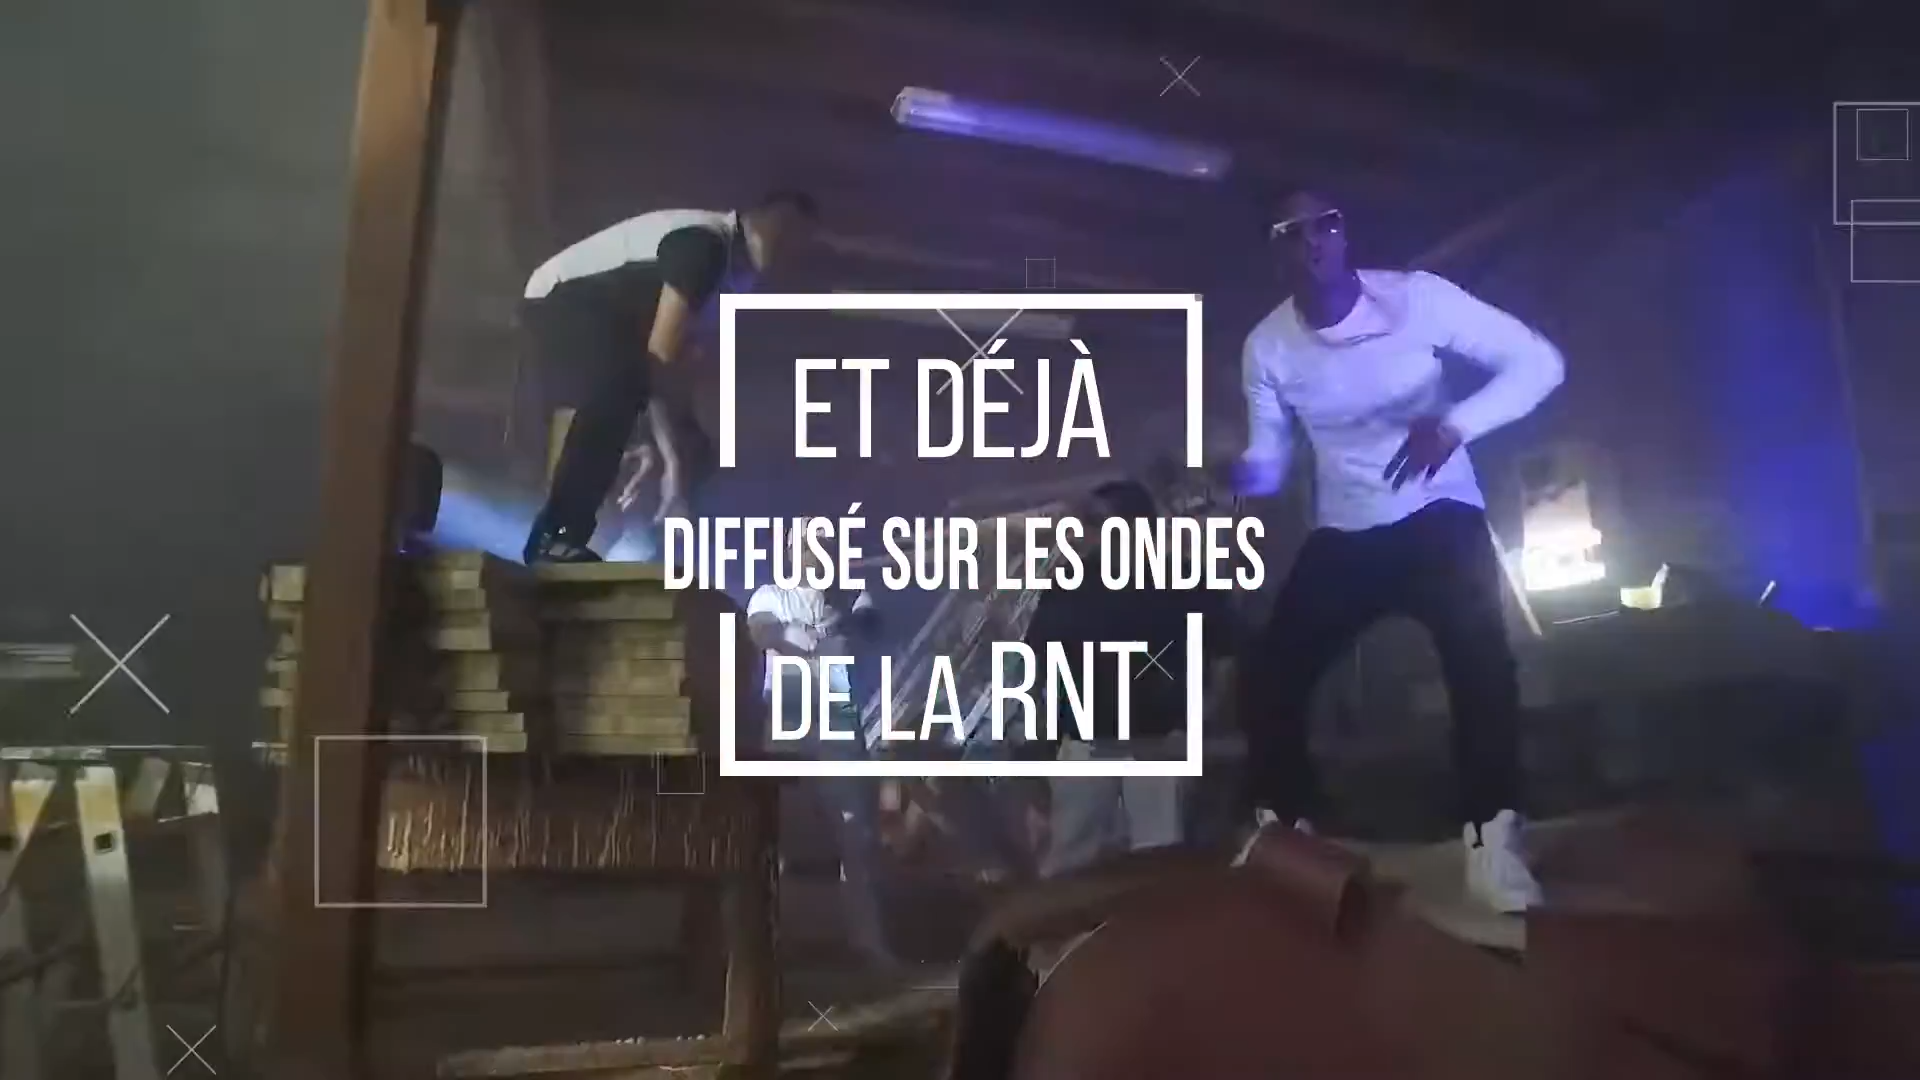 ET DÉJÀ
DIFFUSÉ SUR LES ONDES
DE LA RNT